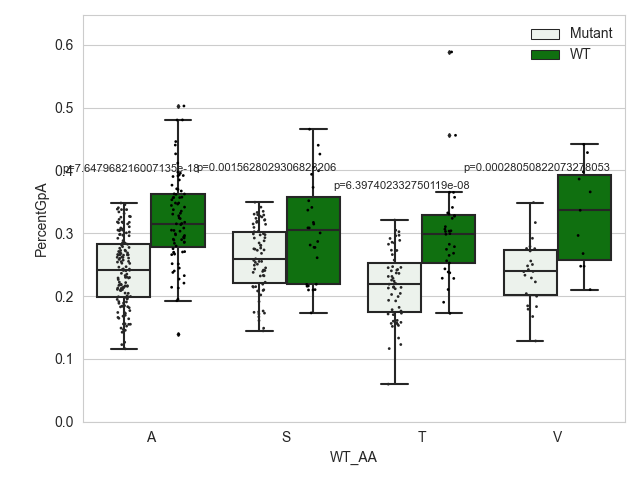 Mutant
WT
0.6
0.5
0.4
0.3
0.2
0.1
0.0
PercentGpA
p=7.647968216007135e-18
p=0.0015628029306828206
p=6.397402332750119e-08
p=0.00028050822073278053
A
S
T
V
WT_AA